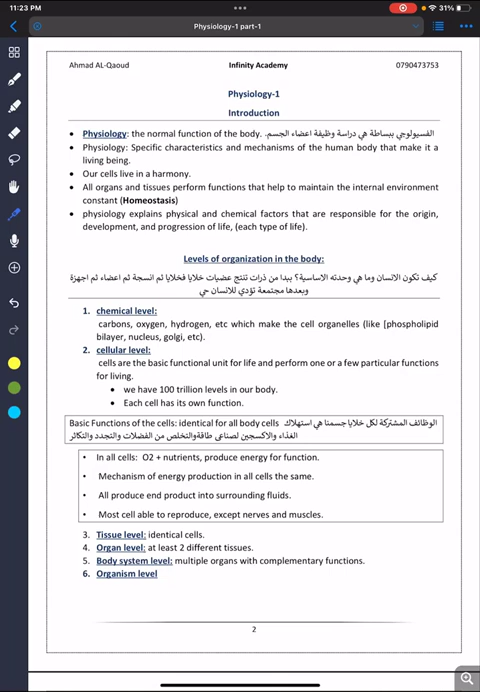 11:23 PM
31%
Physiology-1 part-1
Ahmad AL-Qaoud Infinity Academy 0790473753
Physiology-1
Introduction
• Physiology: the normal function of the body. الفسيولوجي ببساطة هي دراسة وظيفة اعضاء الجسم.
• Physiology: Specific characteristics and mechanisms of the human body that make it a
living being.
• Our cells live in a harmony.
• All organs and tissues perform functions that help to maintain the internal environment
constant (Homeostasis)
• physiology explains physical and chemical factors that are responsible for the origin,
development, and progression of life, (each type of life).
Levels of organization in the body:
كيف تكون الانسان وما هي وحدته الاساسية؟ يبدا من ذرات تنتج عضيات خلايا فخلايا ثم انسجة ثم اعضاء ثم اجهزة
وبعدها مجتمعة تؤدي للانسان حي
1. chemical level:
carbons, oxygen, hydrogen, etc which make the cell organelles (like [phospholipid
bilayer, nucleus, golgi, etc).
2. cellular level:
cells are the basic functional unit for life and perform one or a few particular functions
for living.
• we have 100 trillion levels in our body.
• Each cell has its own function.
Basic Functions of the cells: identical for all body cells الوظائف المشتركة لكل خلايا جسمنا هي استهلاك
الغذاء والاكسجين لصناعى طاقة والتخلص من الفضلات والتجدد والتكاثر
• In all cells: O2 + nutrients, produce energy for function.
• Mechanism of energy production in all cells the same.
• All produce end product into surrounding fluids.
• Most cell able to reproduce, except nerves and muscles.
3. Tissue level: identical cells.
4. Organ level: at least 2 different tissues.
5. Body system level: multiple organs with complementary functions.
6. Organism level
2